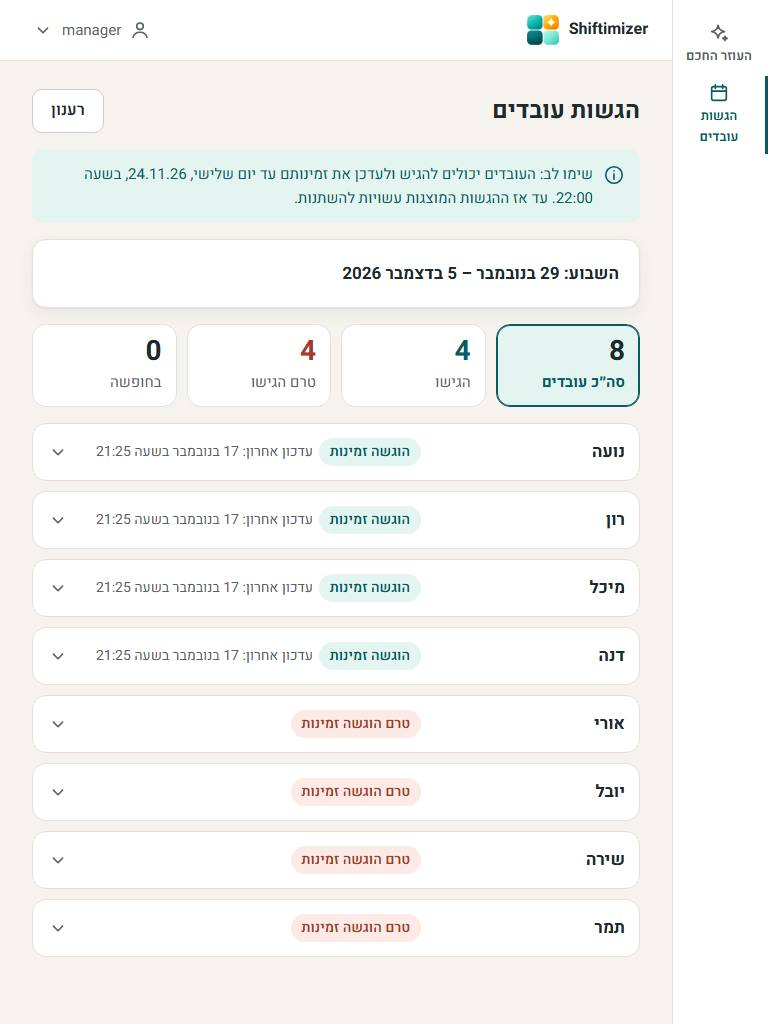 Shiftimizer
manager
העוזר החכם
הגשות
עובדים
הגשות עובדים
רענון
שימו לב: העובדים יכולים להגיש ולעדכן את זמינותם עד יום שלישי, 24.11.26, בשעה
22:00. עד אז ההגשות המוצגות עשויות להשתנות.
השבוע: 29 בנובמבר – 5 בדצמבר 2026
8
סה"כ עובדים
4
הגישו
4
טרם הגישו
0
בחופשה
נועה הוגשה זמינות עדכון אחרון: 17 בנובמבר בשעה 21:25
רון הוגשה זמינות עדכון אחרון: 17 בנובמבר בשעה 21:25
מיכל הוגשה זמינות עדכון אחרון: 17 בנובמבר בשעה 21:25
דנה הוגשה זמינות עדכון אחרון: 17 בנובמבר בשעה 21:25
אורי טרם הוגשה זמינות
יובל טרם הוגשה זמינות
שירה טרם הוגשה זמינות
תמר טרם הוגשה זמינות